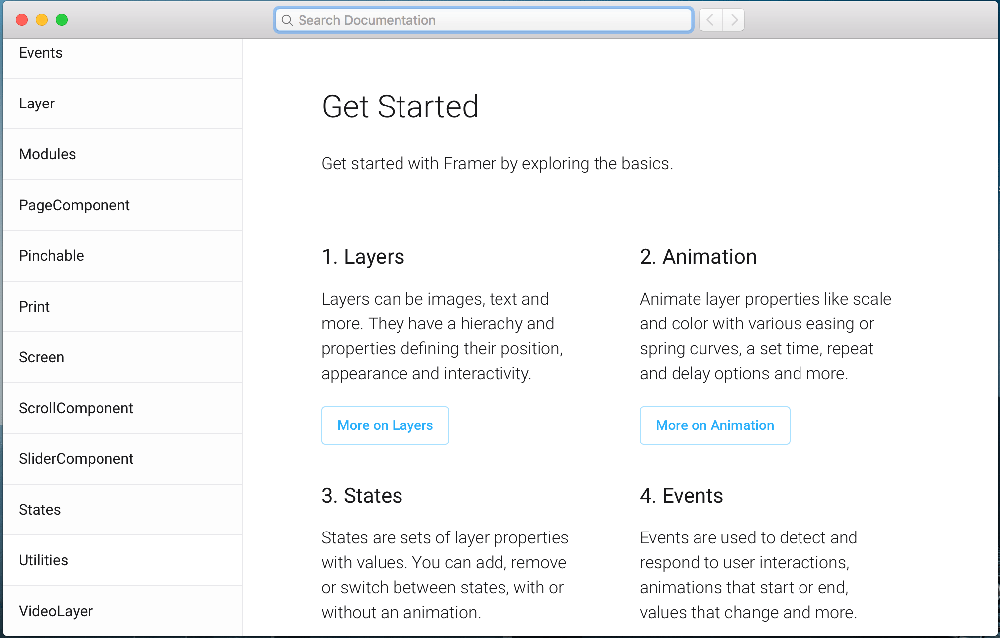 Search Documentation
Events
Layer
Modules
PageComponent
Pinchable
Print
Screen
ScrollComponent
SliderComponent
States
Utilities
VideoLayer
Get Started
Get started with Framer by exploring the basics.
1. Layers
Layers can be images, text and
more. They have a hierachy and
properties defining their position,
appearance and interactivity.
More on Layers
2. Animation
Animate layer properties like scale
and color with various easing or
spring curves, a set time, repeat
and delay options and more.
More on Animation
3. States
States are sets of layer properties
with values. You can add, remove
or switch between states, with or
without an animation.
4. Events
Events are used to detect and
respond to user interactions,
animations that start or end,
values that change and more.